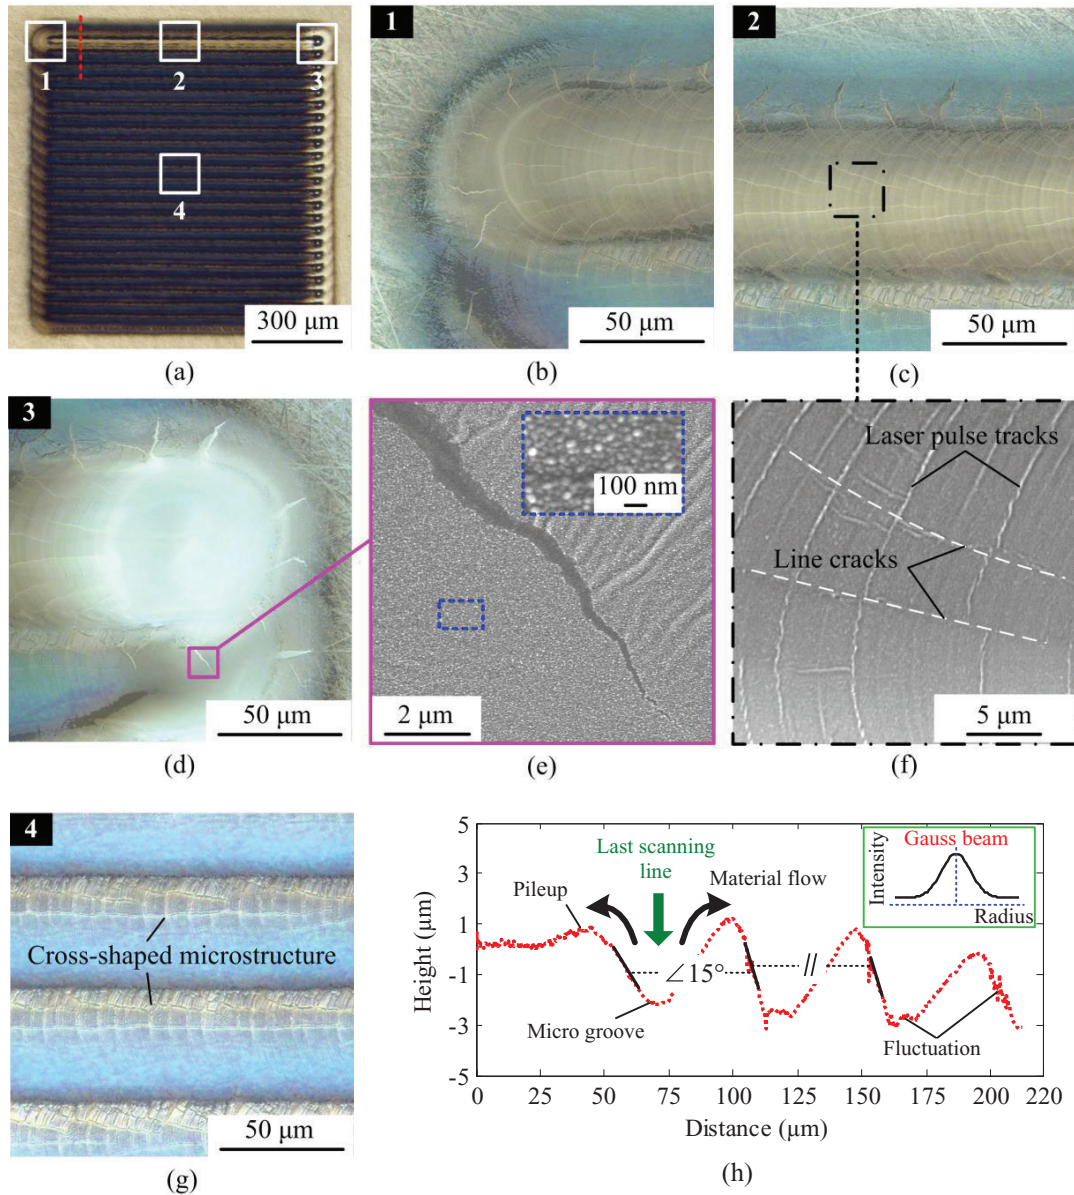 1
2
3
4
300 μm
(a)
1
50 μm
(b)
2
50 μm
(c)
3
50 μm
(d)
100 nm
2 μm
(e)
Laser pulse tracks
Line cracks
5 μm
(f)
4
Cross-shaped microstructure
50 μm
(g)
5
3
1
-1
-3
-5
Height (μm)
0
25
50
75
100
125
150
175
200
220
Distance (μm)
Last scanning
line
Pileup
Material flow
∠15°
//
Micro groove
Fluctuation
Gauss beam
Intensity
Radius
(h)